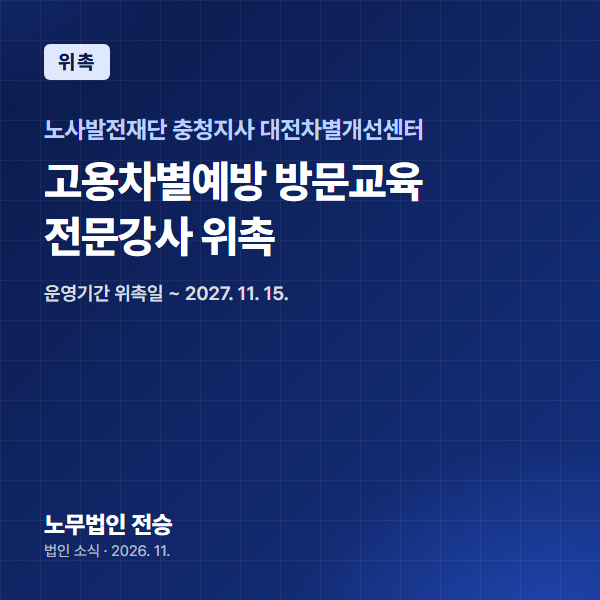 위촉
노사발전재단 충청지사 대전차별개선센터
고용차별예방 방문교육
전문강사 위촉
운영기간 위촉일 ~ 2027. 11. 15.
노무법인 전승
법인 소식 · 2026. 11.